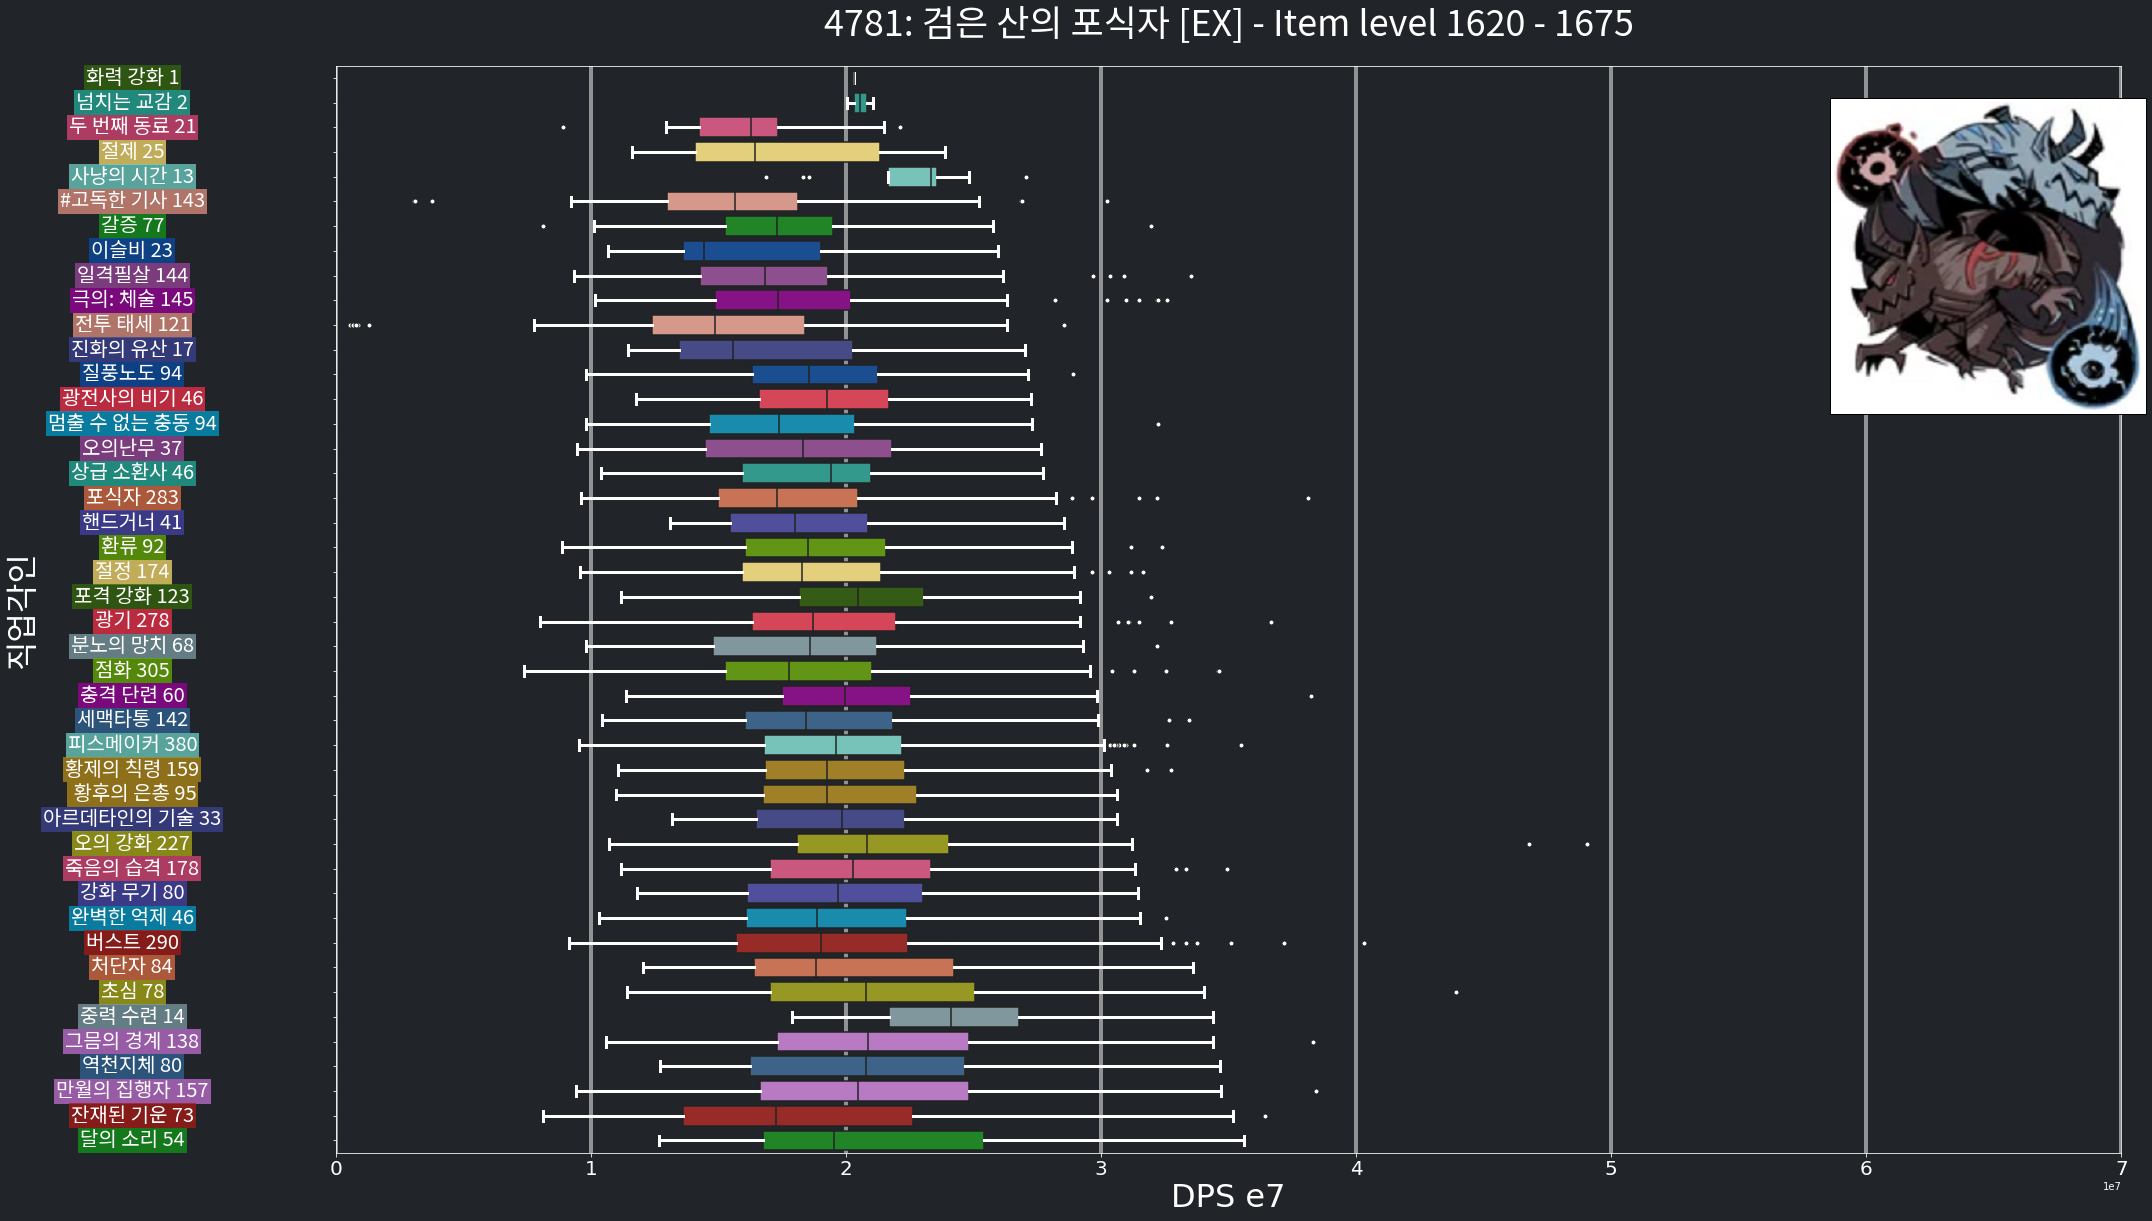 4781: 검은 산의 포식자 [EX] - Item level 1620 - 1675
화력 강화 1
넘치는 교감 2
두 번째 동료 21
절제 25
사냥의 시간 13
#고독한 기사 143
갈증 77
이슬비 23
일격필살 144
극의: 체술 145
전투 태세 121
진화의 유산 17
질풍노도 94
광전사의 비기 46
멈출 수 없는 충동 94
오의난무 37
상급 소환사 46
포식자 283
핸드거너 41
환류 92
절정 174
포격 강화 123
광기 278
분노의 망치 68
점화 305
충격 단련 60
세맥타통 142
피스메이커 380
황제의 칙령 159
황후의 은총 95
아르데타인의 기술 33
오의 강화 227
죽음의 습격 178
강화 무기 80
완벽한 억제 46
버스트 290
처단자 84
초심 78
중력 수련 14
그믐의 경계 138
역천지체 80
만월의 집행자 157
잔재된 기운 73
달의 소리 54
직업각인
0 1 2 3 4 5 6 7
1e7
DPS e7